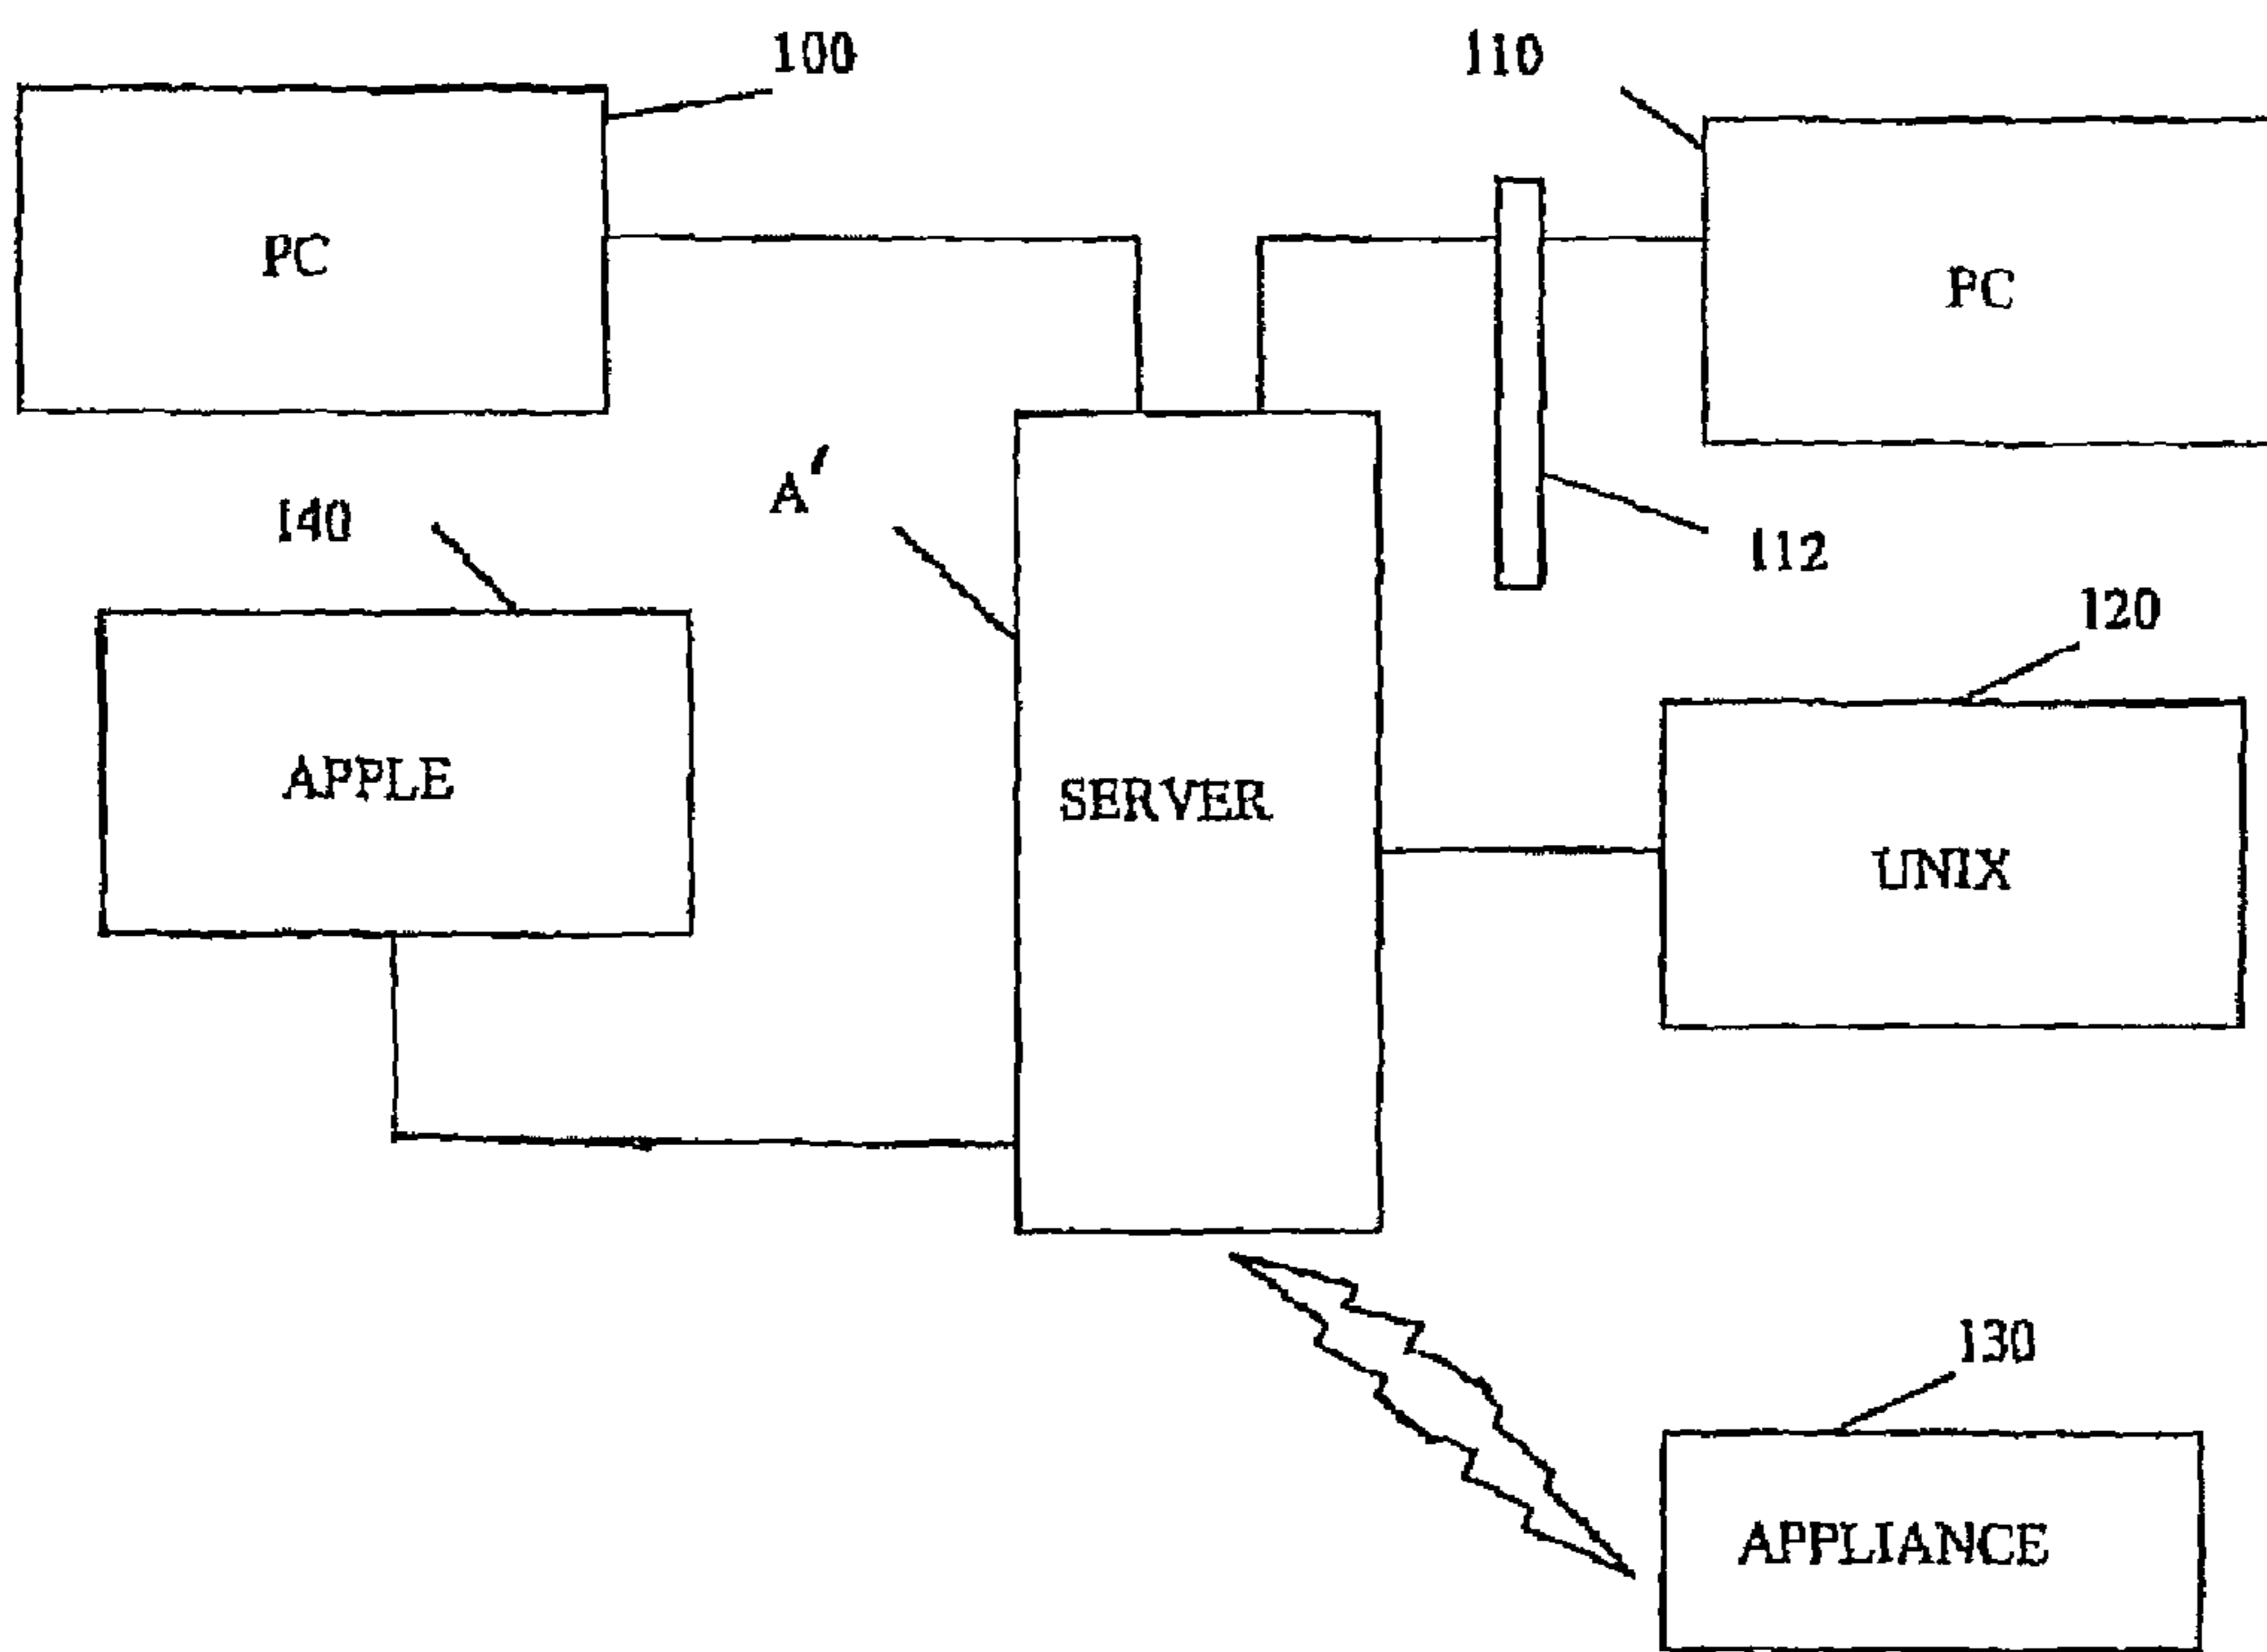 100
110
PC
PC
A'
140
112
120
APPLE
SERVER
UNIX
130
APPLIANCE